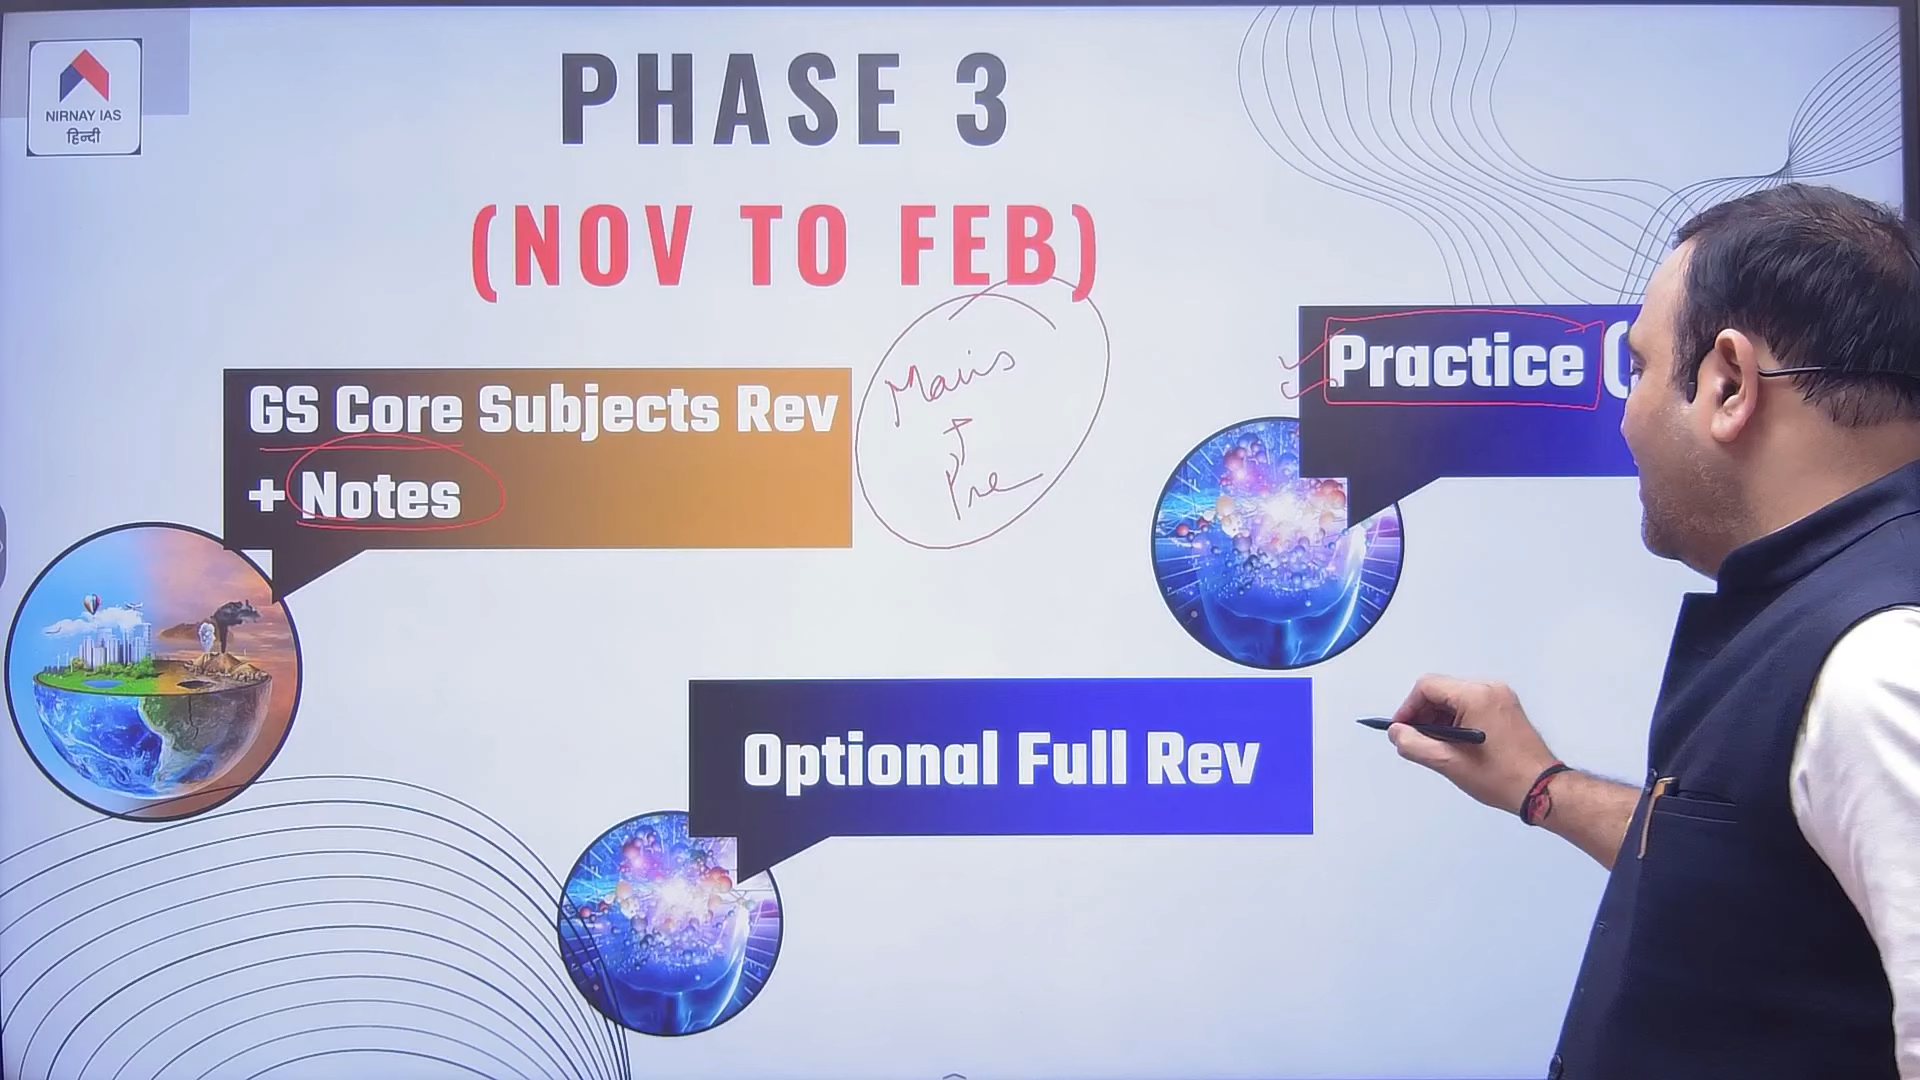 NIRNAY IAS
हिन्दी
PHASE 3
(NOV TO FEB)
GS Core Subjects Rev
+ Notes
Mains
+
Pre
Practice (
Optional Full Rev